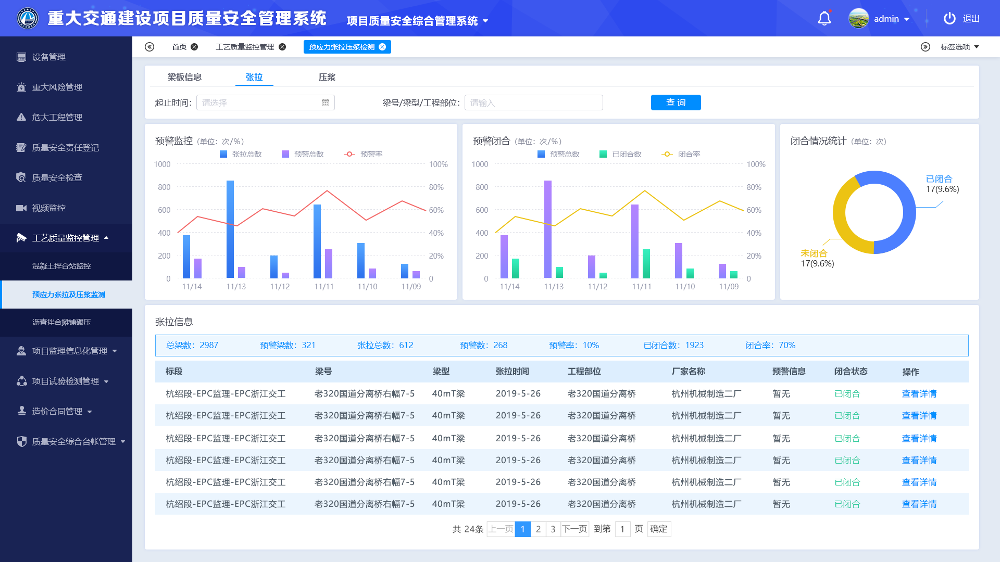 重大交通建设项目质量安全管理系统 项目质量安全综合管理系统 admin 退出
首页 工艺质量监控管理 预应力张拉压浆检测 标签选项
设备管理
重大风险管理
危大工程管理
质量安全责任登记
质量安全检查
视频监控
工艺质量监控管理
混凝土拌合站监控
预应力张拉及压浆监测
沥青拌合摊铺碾压
项目监理信息化管理
项目试验检测管理
造价合同管理
质量安全综合台帐管理
梁板信息 张拉 压浆
起止时间: 请选择 梁号/梁型/工程部位: 请输入 查 询
预警监控 (单位: 次/%)
张拉总数 预警总数 预警率
1000 100%
800 80%
600 60%
400 40%
200 20%
0 0
11/14 11/13 11/12 11/11 11/10 11/09
预警闭合 (单位: 次/%)
预警总数 已闭合数 闭合率
1000 100%
800 80%
600 60%
400 40%
200 20%
0 0
11/14 11/13 11/12 11/11 11/10 11/09
闭合情况统计 (单位: 次)
已闭合
17(9.6%)
未闭合
17(9.6%)
张拉信息
总梁数: 2987 预警梁数: 321 张拉总数: 612 预警数: 268 预警率: 10% 已闭合数: 1923 闭合率: 70%
标段 梁号 梁型 张拉时间 工程部位 厂家名称 预警信息 闭合状态 操作
杭绍段-EPC监理-EPC浙江交工 老320国道分离桥右幅7-5 40mT梁 2019-5-26 老320国道分离桥 杭州机械制造二厂 暂无 已闭合 查看详情
杭绍段-EPC监理-EPC浙江交工 老320国道分离桥右幅7-5 40mT梁 2019-5-26 老320国道分离桥 杭州机械制造二厂 暂无 已闭合 查看详情
杭绍段-EPC监理-EPC浙江交工 老320国道分离桥右幅7-5 40mT梁 2019-5-26 老320国道分离桥 杭州机械制造二厂 暂无 已闭合 查看详情
杭绍段-EPC监理-EPC浙江交工 老320国道分离桥右幅7-5 40mT梁 2019-5-26 老320国道分离桥 杭州机械制造二厂 暂无 已闭合 查看详情
杭绍段-EPC监理-EPC浙江交工 老320国道分离桥右幅7-5 40mT梁 2019-5-26 老320国道分离桥 杭州机械制造二厂 暂无 已闭合 查看详情
杭绍段-EPC监理-EPC浙江交工 老320国道分离桥右幅7-5 40mT梁 2019-5-26 老320国道分离桥 杭州机械制造二厂 暂无 已闭合 查看详情
共 24条 上一页 1 2 3 下一页 到第 1 页 确定